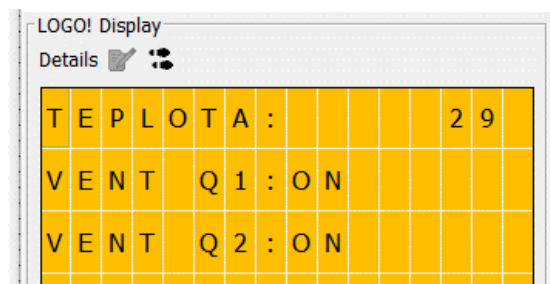 LOGO! Display
Details
TEPLOTA: 29
VENT Q1:ON
VENT Q2:ON